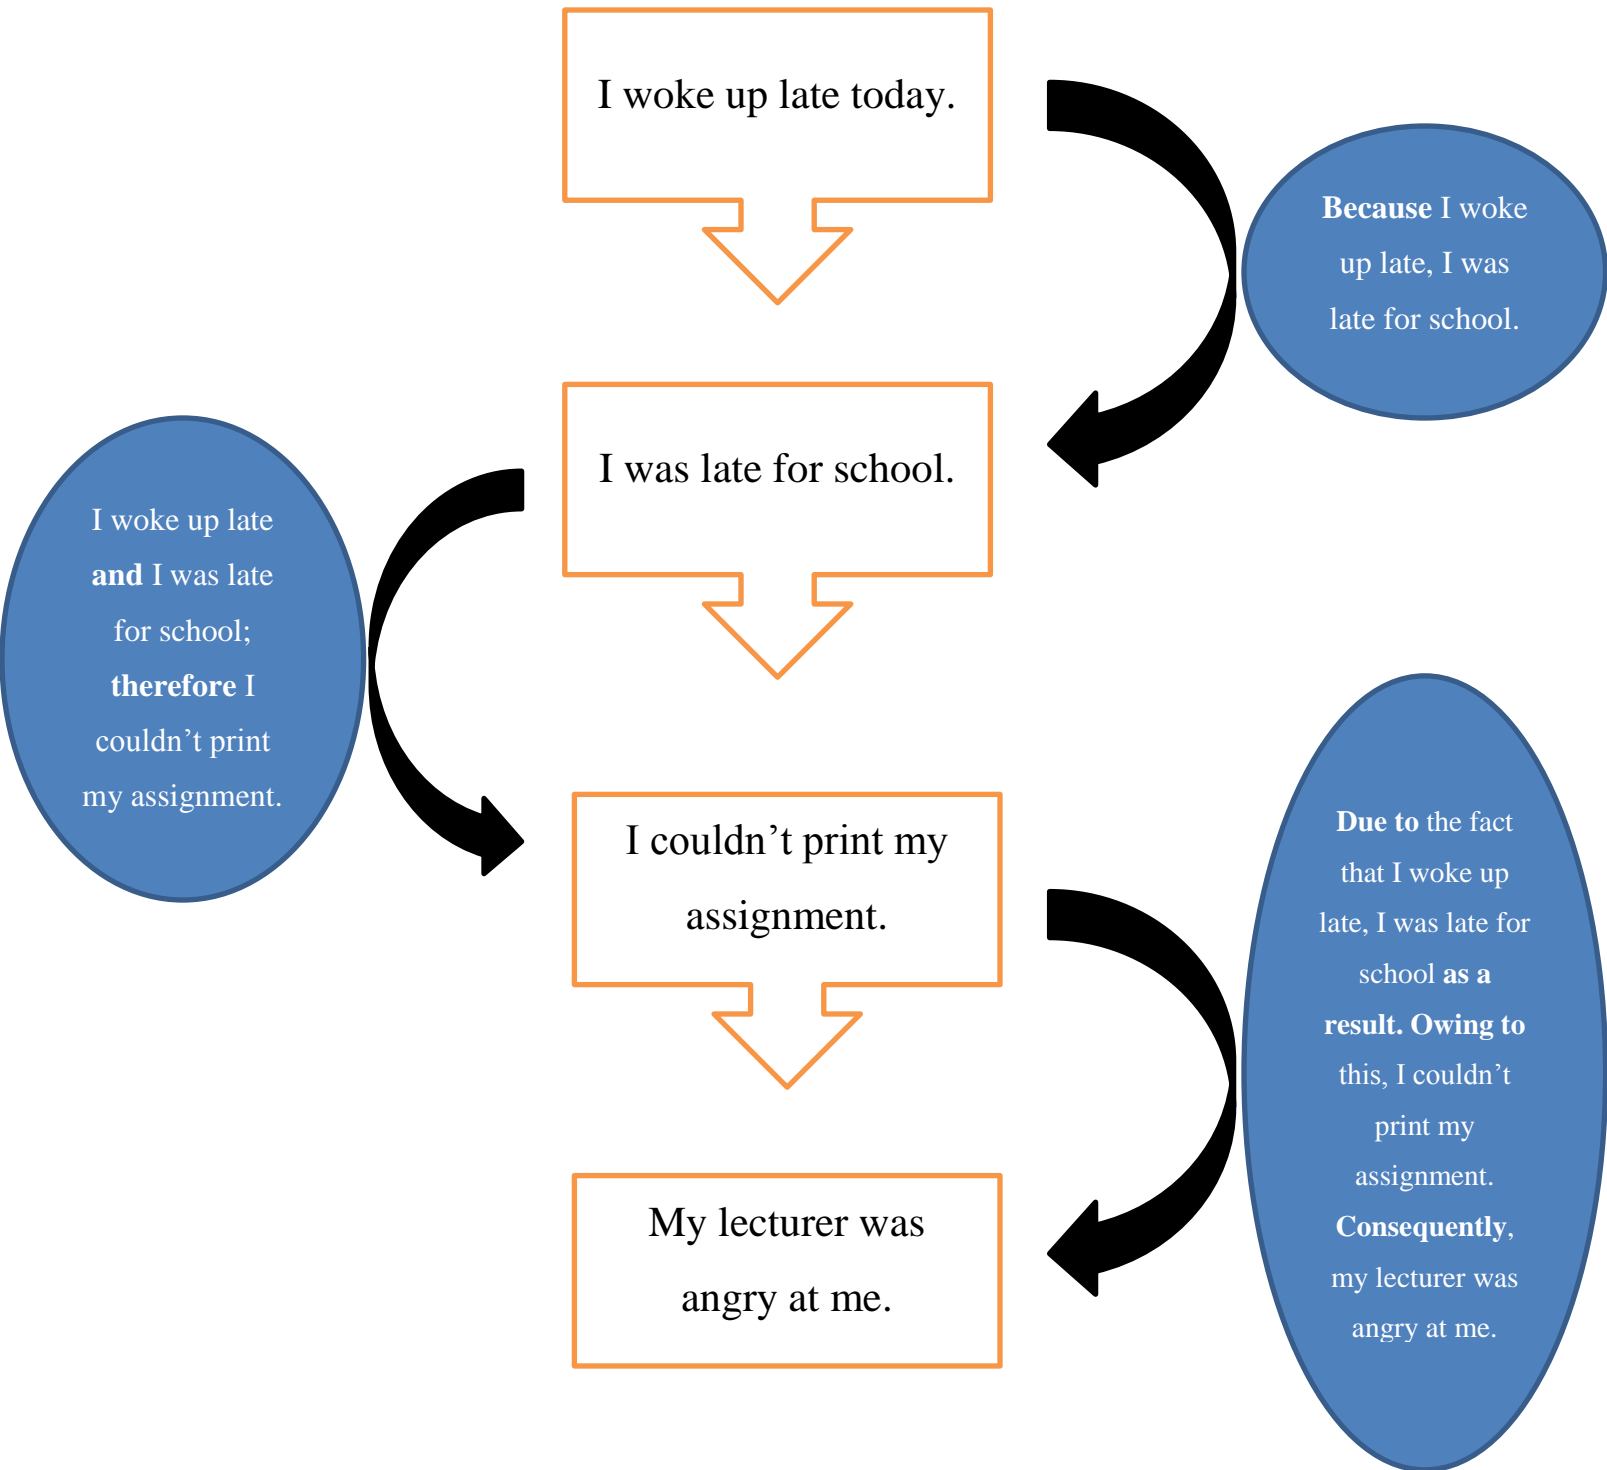 I woke up late today.
Because I woke
up late, I was
late for school.
I was late for school.
I woke up late
and I was late
for school;
therefore I
couldn’t print
my assignment.
I couldn’t print my
assignment.
Due to the fact
that I woke up
late, I was late for
school as a
result. Owing to
this, I couldn’t
print my
assignment.
Consequently,
my lecturer was
angry at me.
My lecturer was
angry at me.